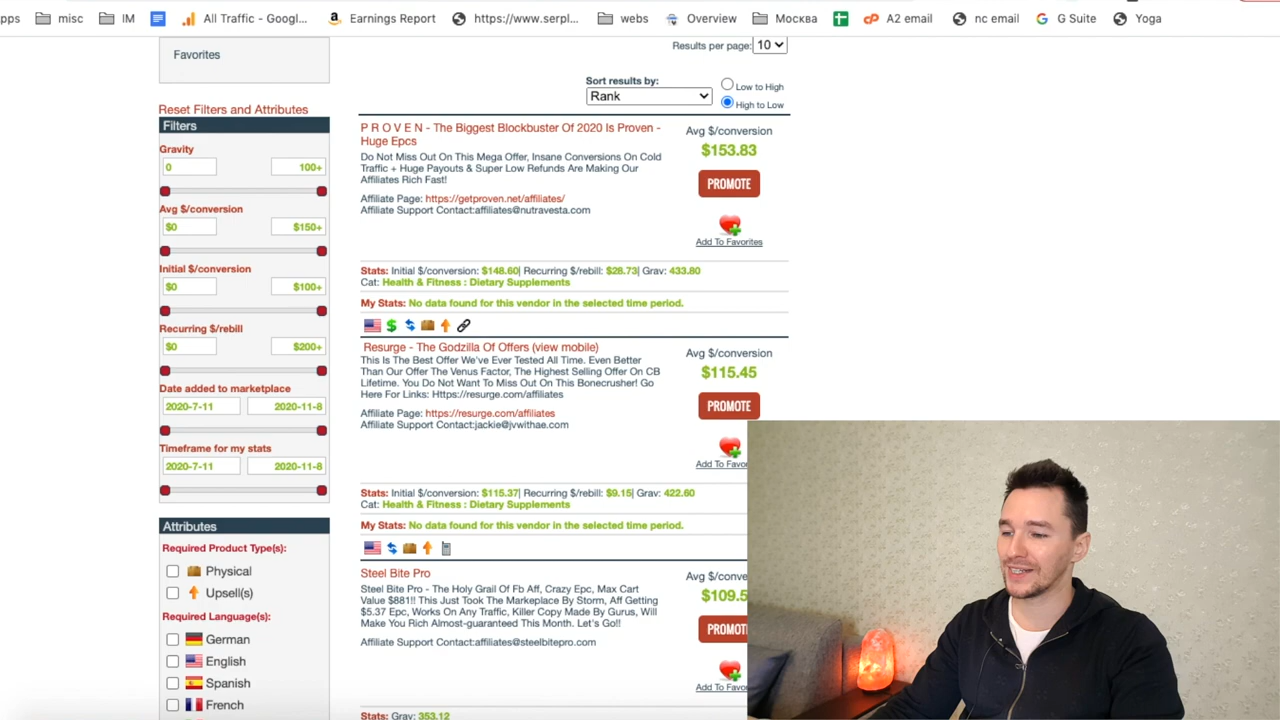 pps misc IM All Traffic - Googl... Earnings Report https://www.serpl... webs Overview Москва A2 email nc email G Suite Yoga
Favorites
Results per page: 10
Sort results by:
Rank
Low to High
High to Low
Reset Filters and Attributes
Filters
Gravity
0 100+
Avg $/conversion
$0 $150+
Initial $/conversion
$0 $100+
Recurring $/rebill
$0 $200+
Date added to marketplace
2020-7-11 2020-11-8
Timeframe for my stats
2020-7-11 2020-11-8
Attributes
Required Product Type(s):
Physical
Upsell(s)
Required Language(s):
German
English
Spanish
French
P R O V E N - The Biggest Blockbuster Of 2020 Is Proven -
Huge Epcs
Do Not Miss Out On This Mega Offer, Insane Conversions On Cold
Traffic + Huge Payouts & Super Low Refunds Are Making Our
Affiliates Rich Fast!
Affiliate Page: https://getproven.net/affiliates/
Affiliate Support Contact:affiliates@nutravesta.com
Avg $/conversion
$153.83
PROMOTE
Add To Favorites
Stats: Initial $/conversion: $148.60| Recurring $/rebill: $28.73| Grav: 433.80
Cat: Health & Fitness : Dietary Supplements
My Stats: No data found for this vendor in the selected time period.
Resurge - The Godzilla Of Offers (view mobile)
This Is The Best Offer We've Ever Tested All Time. Even Better
Than Our Offer The Venus Factor, The Highest Selling Offer On CB
Lifetime. You Do Not Want To Miss Out On This Bonecrusher! Go
Here For Links: Https://resurge.com/affiliates
Affiliate Page: https://resurge.com/affiliates
Affiliate Support Contact:jackie@jvwithae.com
Avg $/conversion
$115.45
PROMOTE
Add To Favor
Stats: Initial $/conversion: $115.37| Recurring $/rebill: $9.15| Grav: 422.60
Cat: Health & Fitness : Dietary Supplements
My Stats: No data found for this vendor in the selected time period.
Steel Bite Pro
Steel Bite Pro - The Holy Grail Of Fb Aff, Crazy Epc, Max Cart
Value $881!! This Just Took The Markeplace By Storm, Aff Getting
$5.37 Epc, Works On Any Traffic, Killer Copy Made By Gurus, Will
Make You Rich Almost-guaranteed This Month. Let's Go!!
Affiliate Support Contact:affiliates@steelbitepro.com
Avg $/conve
$109.5
PROMOT
Add To Favo
Stats: Grav: 353.12